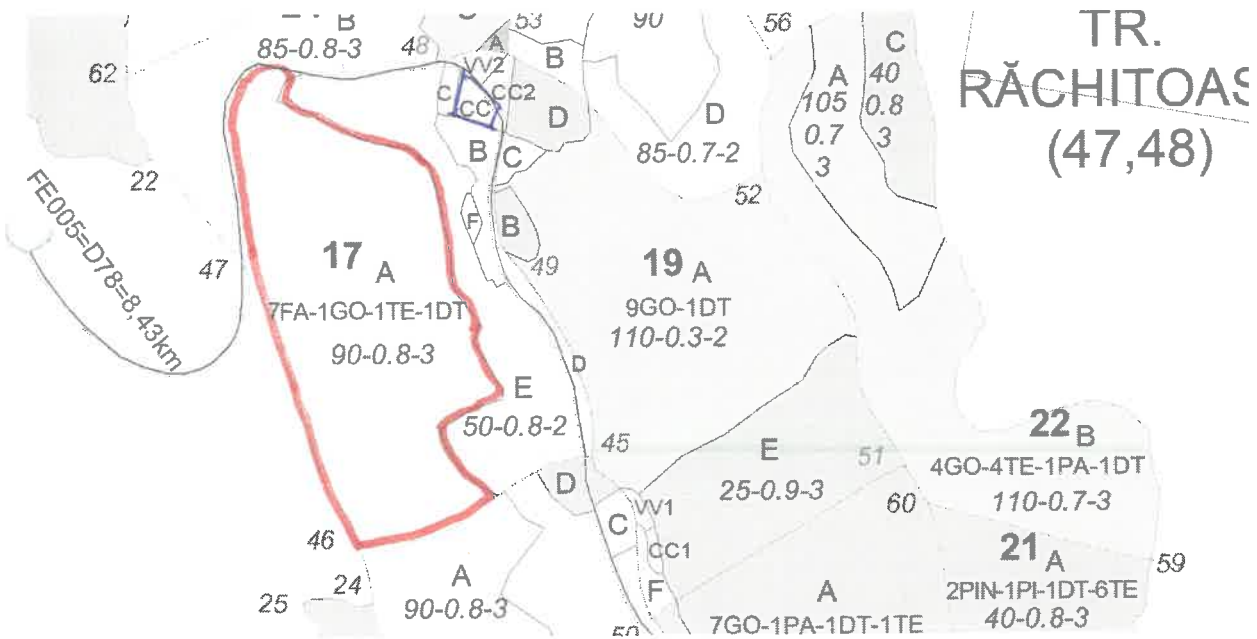 B
85-0.8-3
48
53
90
56
TR.
RĂCHITOAS
(47,48)
62
22
47
FE005=D78=8,43km
A
VV2
CC2
C
CC
B
B
D
C
F
B
49
D
85-0.7-2
52
A
105
0.7
3
C
40
0.8
3
17 A
7FA-1GO-1TE-1DT
90-0.8-3
19 A
9GO-1DT
110-0.3-2
D
E
50-0.8-2
45
D
E
25-0.9-3
51
60
22 B
4GO-4TE-1PA-1DT
110-0.7-3
46
24
25
A
90-0.8-3
C
VV1
CC1
F
A
7GO-1PA-1DT-1TE
21 A
2PIN-1PI-1DT-6TE
40-0.8-3
59